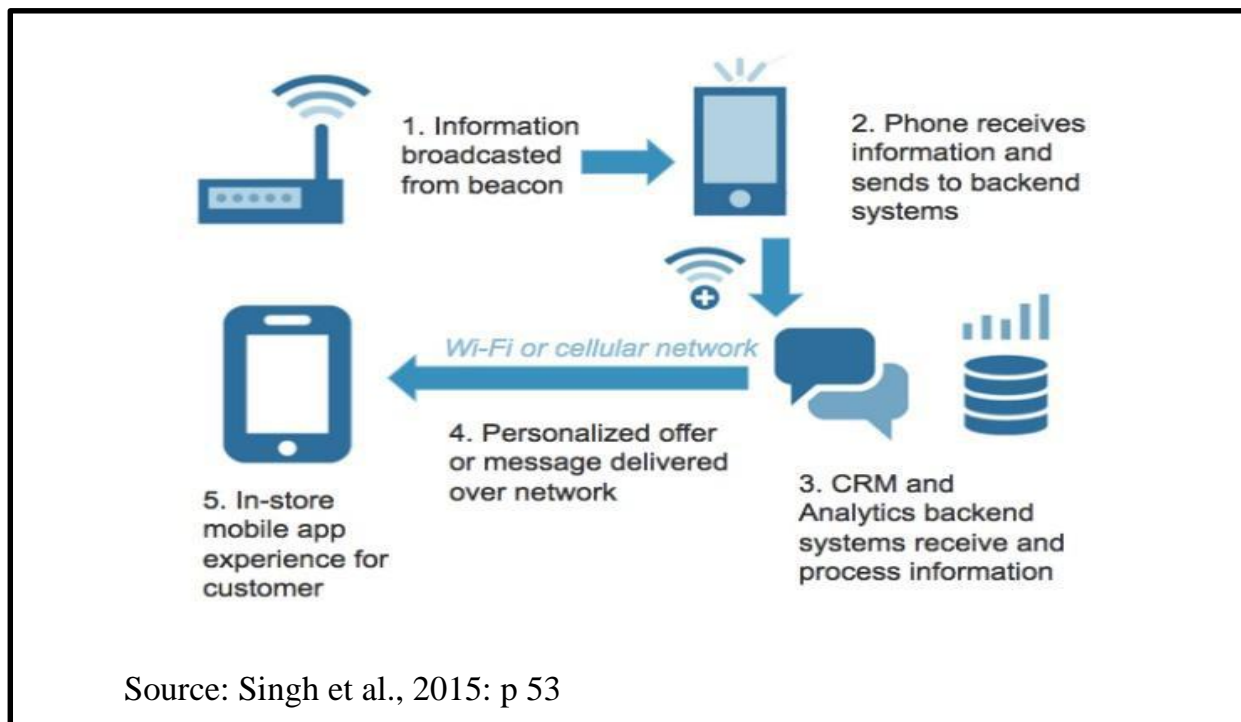 1. Information
broadcasted
from beacon
2. Phone receives
information and
sends to backend
systems
3. CRM and
Analytics backend
systems receive and
process information
Wi-Fi or cellular network
4. Personalized offer
or message delivered
over network
5. In-store
mobile app
experience for
customer
Source: Singh et al., 2015: p 53